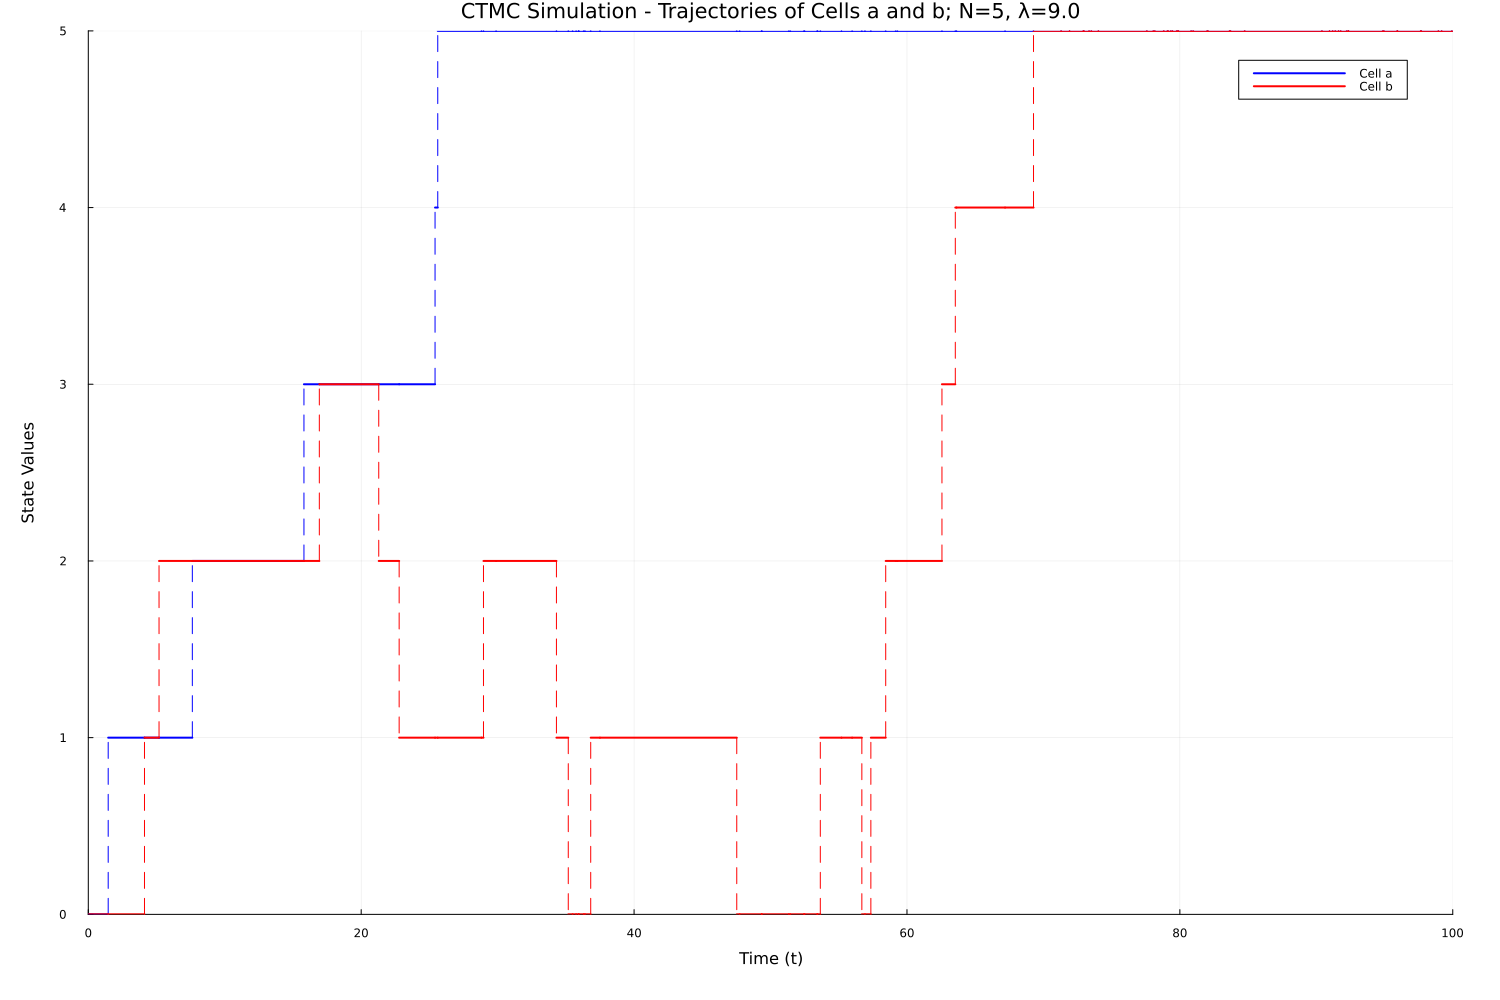 CTMC Simulation - Trajectories of Cells a and b; N=5, λ=9.0
5
Cell a
Cell b
4
3
State Values
2
1
0
0 20 40 60 80 100
Time (t)